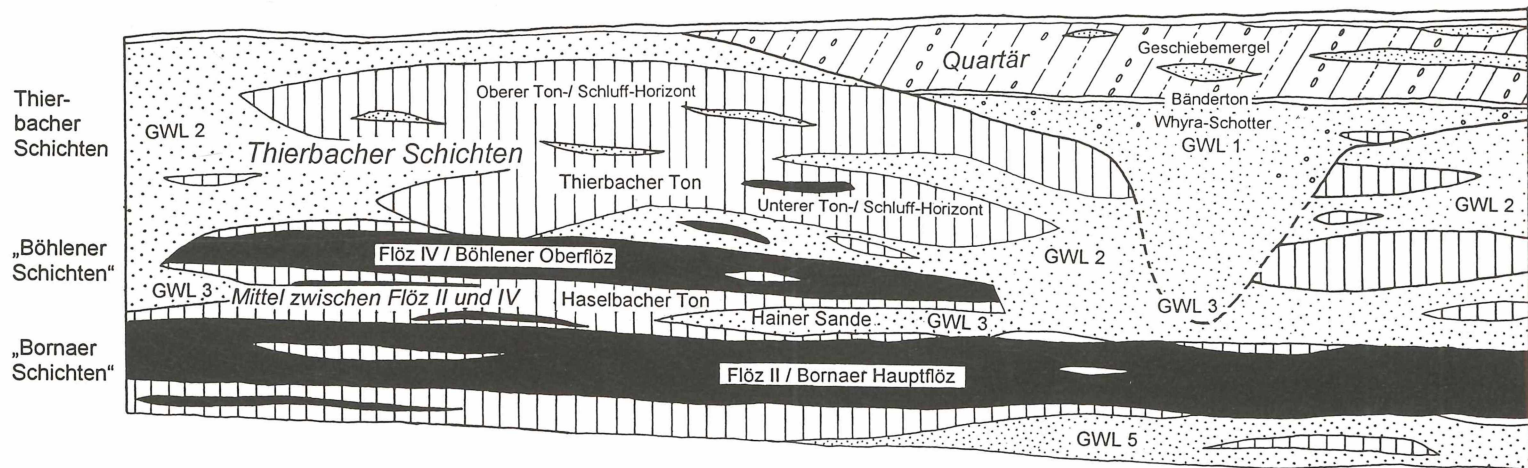 Thier-
bacher
Schichten
„Böhlener
Schichten“
„Bornaer
Schichten“
Quartär
Geschiebemergel
Bänderton
Whyra-Schotter
GWL 1
Oberer Ton-/ Schluff-Horizont
GWL 2
Thierbacher Schichten
Thierbacher Ton
Unterer Ton-/ Schluff-Horizont
GWL 2
GWL 2
Flöz IV / Böhlener Oberflöz
GWL 3
Mittel zwischen Flöz II und IV
Haselbacher Ton
Hainer Sande
GWL 3
GWL 3
Flöz II / Bornaer Hauptflöz
GWL 5